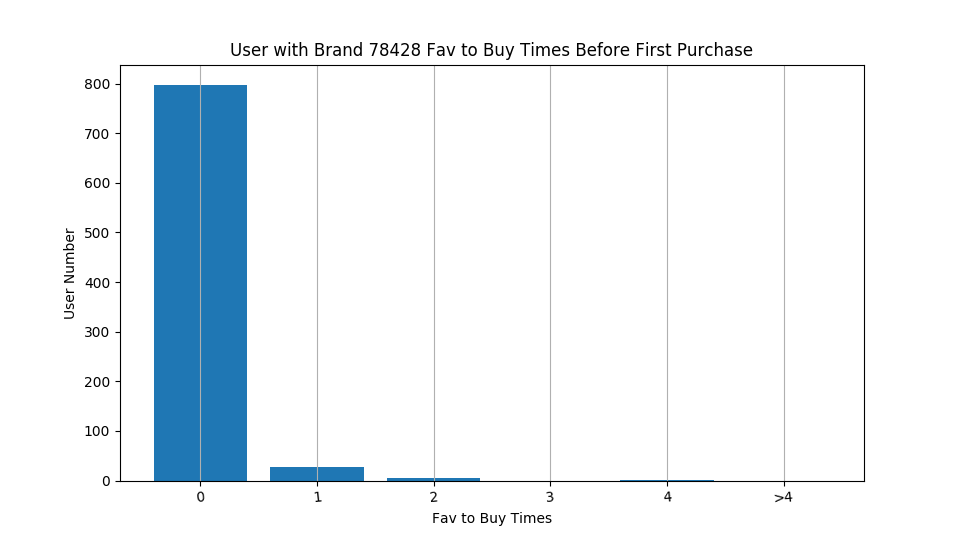 User with Brand 78428 Fav to Buy Times Before First Purchase
800
700
600
500
400
300
200
100
0
User Number
0 1 2 3 4 >4
Fav to Buy Times